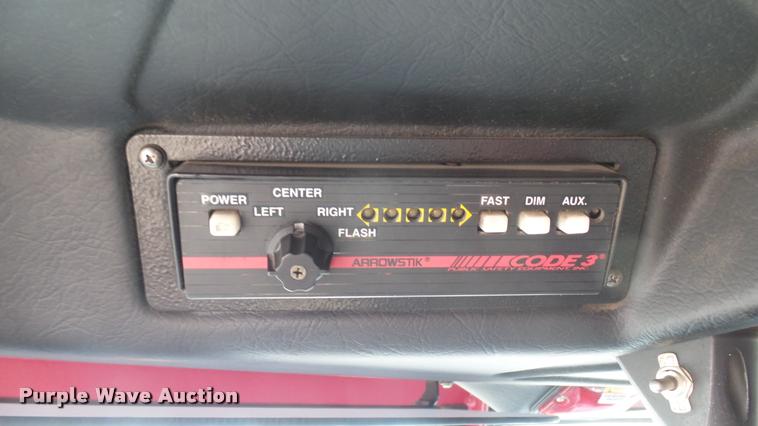 CENTER
POWER LEFT RIGHT FAST DIM AUX.
FLASH
ARROWSTIK® CODE 3®
PUBLIC SAFETY EQUIPMENT, INC.
Purple Wave Auction